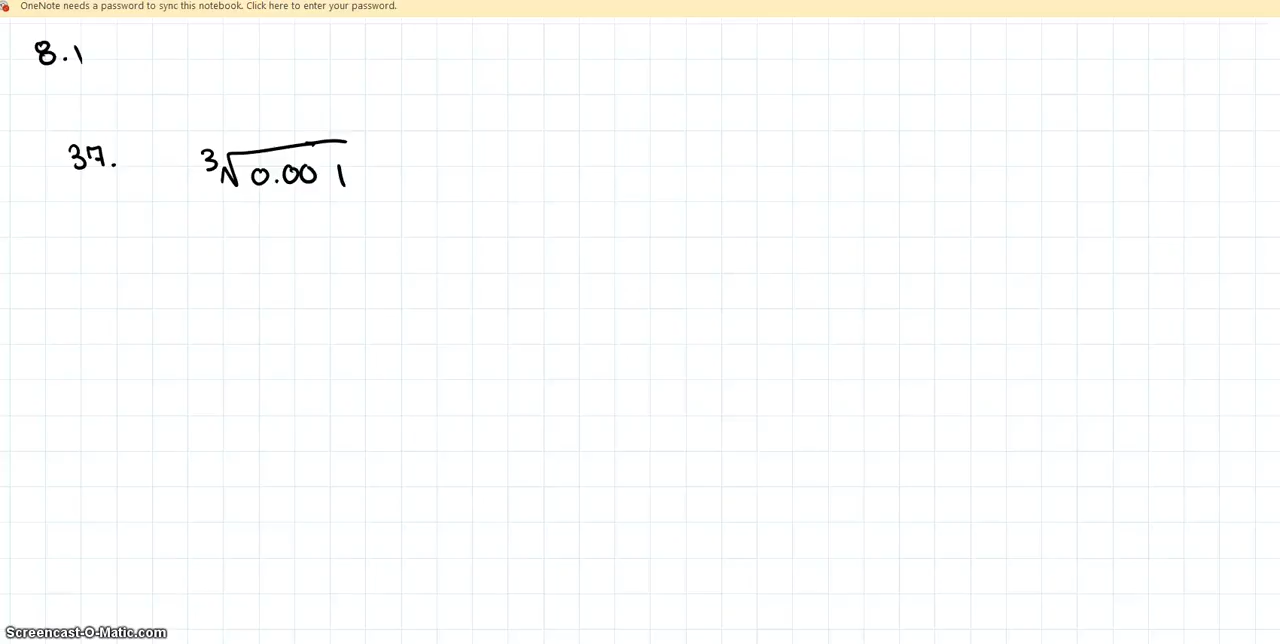 OneNote needs a password to sync this notebook. Click here to enter your password.
8.1
37. ∛0.001
Screencast-O-Matic.com